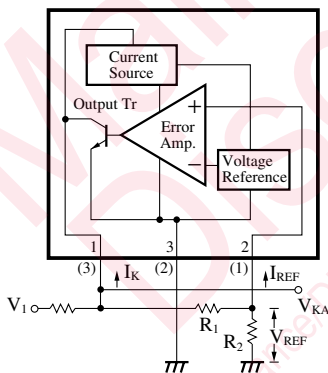 Current
Source
Output Tr
+
Error
Amp.
−
Voltage
Reference
1 3 2
(3) (2) (1)
I_K I_REF
V_1 V_KA
R_1
R_2 V_REF